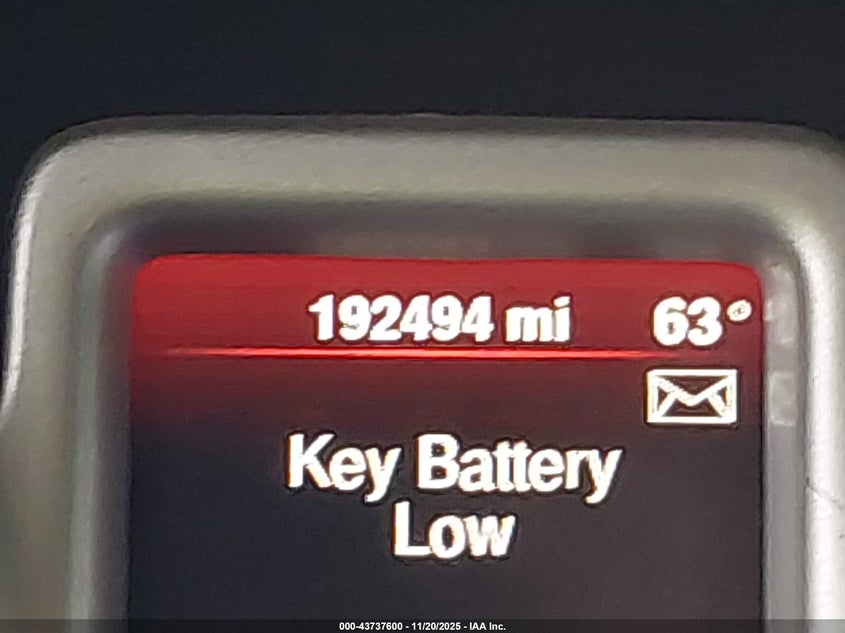 192494 mi 63°
Key Battery
Low
000-43737600 - 11/20/2025 - IAA Inc.